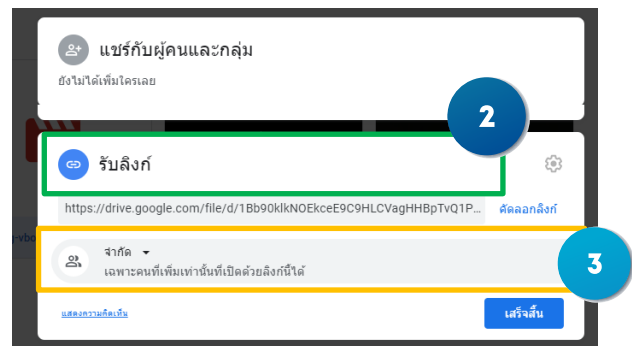 แชร์กับผู้คนและกลุ่ม
ยังไม่ได้เพิ่มใครเลย
2
รับลิงก์
https://drive.google.com/file/d/1Bb90klkNOEkceE9C9HLCVagHHBpTvQ1P...
คัดลอกลิงก์
จำกัด
เฉพาะคนที่เพิ่มเท่านั้นที่เปิดด้วยลิงก์นี้ได้
3
แสดงความคิดเห็น
เสร็จสิ้น